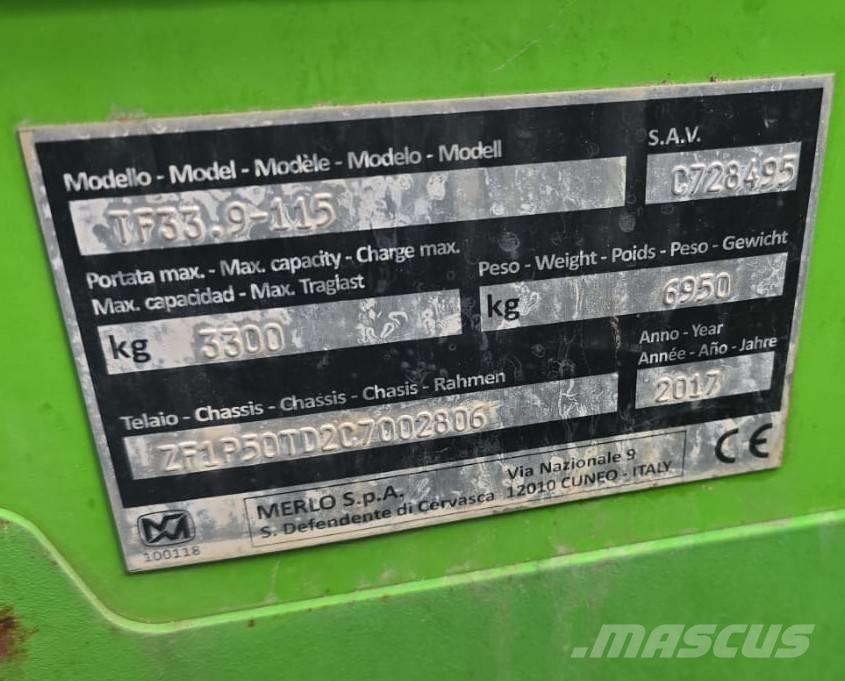 Modello - Model - Modèle - Modelo - Modell
S.A.V.
TF33.9-115
C728495
Portata max. - Max. capacity - Charge max.
Max. capacidad - Max. Traglast
Peso - Weight - Poids - Peso - Gewicht
kg 3300
kg 6950
Anno - Year
Année - Año - Jahre
2017
Telaio - Chassis - Chassis - Chasis - Rahmen
ZF1P50TD2C7002806
CE
MERLO S.p.A. Via Nazionale 9
S. Defendente di Cervasca 12010 CUNEO - ITALY
100118
MASCUS